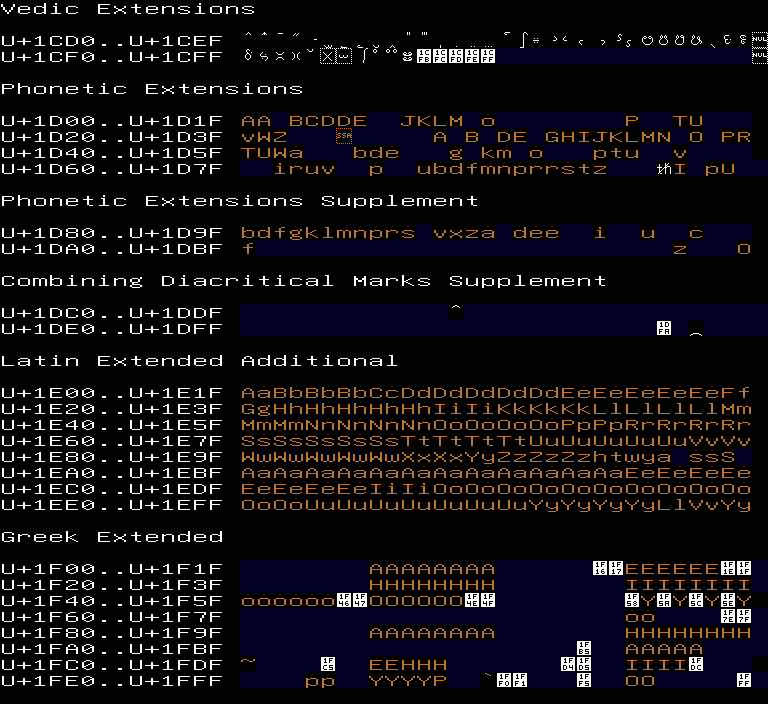 Vedic Extensions
U+1CD0..U+1CEF
U+1CF0..U+1CFF
Phonetic Extensions
U+1D00..U+1D1F AA BCDDE JKLM o P TU
U+1D20..U+1D3F VWZ A B DE GHIJKLMN O PR
U+1D40..U+1D5F TUWa bde g km o ptu v
U+1D60..U+1D7F iruv p ubdfmnprrstz th I pU
Phonetic Extensions Supplement
U+1D80..U+1D9F bdfgklmnprs vxza dee i u c
U+1DA0..U+1DBF f z O
Combining Diacritical Marks Supplement
U+1DC0..U+1DDF
U+1DE0..U+1DFF
Latin Extended Additional
U+1E00..U+1E1F AaBbBbBbCcDdDdDdDdDdEeEeEeEeEeFf
U+1E20..U+1E3F GgHhHhHhHhHhIiIiKkKkKkLlLlLlLlMm
U+1E40..U+1E5F MmMmNnNnNnNnOoOoOoOoPpPpRrRrRrRr
U+1E60..U+1E7F SsSsSsSsSsTtTtTtTtUuUuUuUuUuVvVv
U+1E80..U+1E9F WwWwWwWwWwXxXxYyZzZzZzhtwya ssS
U+1EA0..U+1EBF AaAaAaAaAaAaAaAaAaAaAaAaEeEeEeEe
U+1EC0..U+1EDF EeEeEeEeIiIiOoOoOoOoOoOoOoOoOoOo
U+1EE0..U+1EFF OoOoUuUuUuUuUuUuUuYyYyYyYyLlVvYy
Greek Extended
U+1F00..U+1F1F AAAAAAAA EEEEEE
U+1F20..U+1F3F HHHHHHHH IIIIIIII
U+1F40..U+1F5F oooooo OOOOOO Y Y Y Y
U+1F60..U+1F7F oo
U+1F80..U+1F9F AAAAAAAA HHHHHHHH
U+1FA0..U+1FBF AAAAA
U+1FC0..U+1FDF ~ EEHHH IIII
U+1FE0..U+1FFF pp YYYYP ` OO